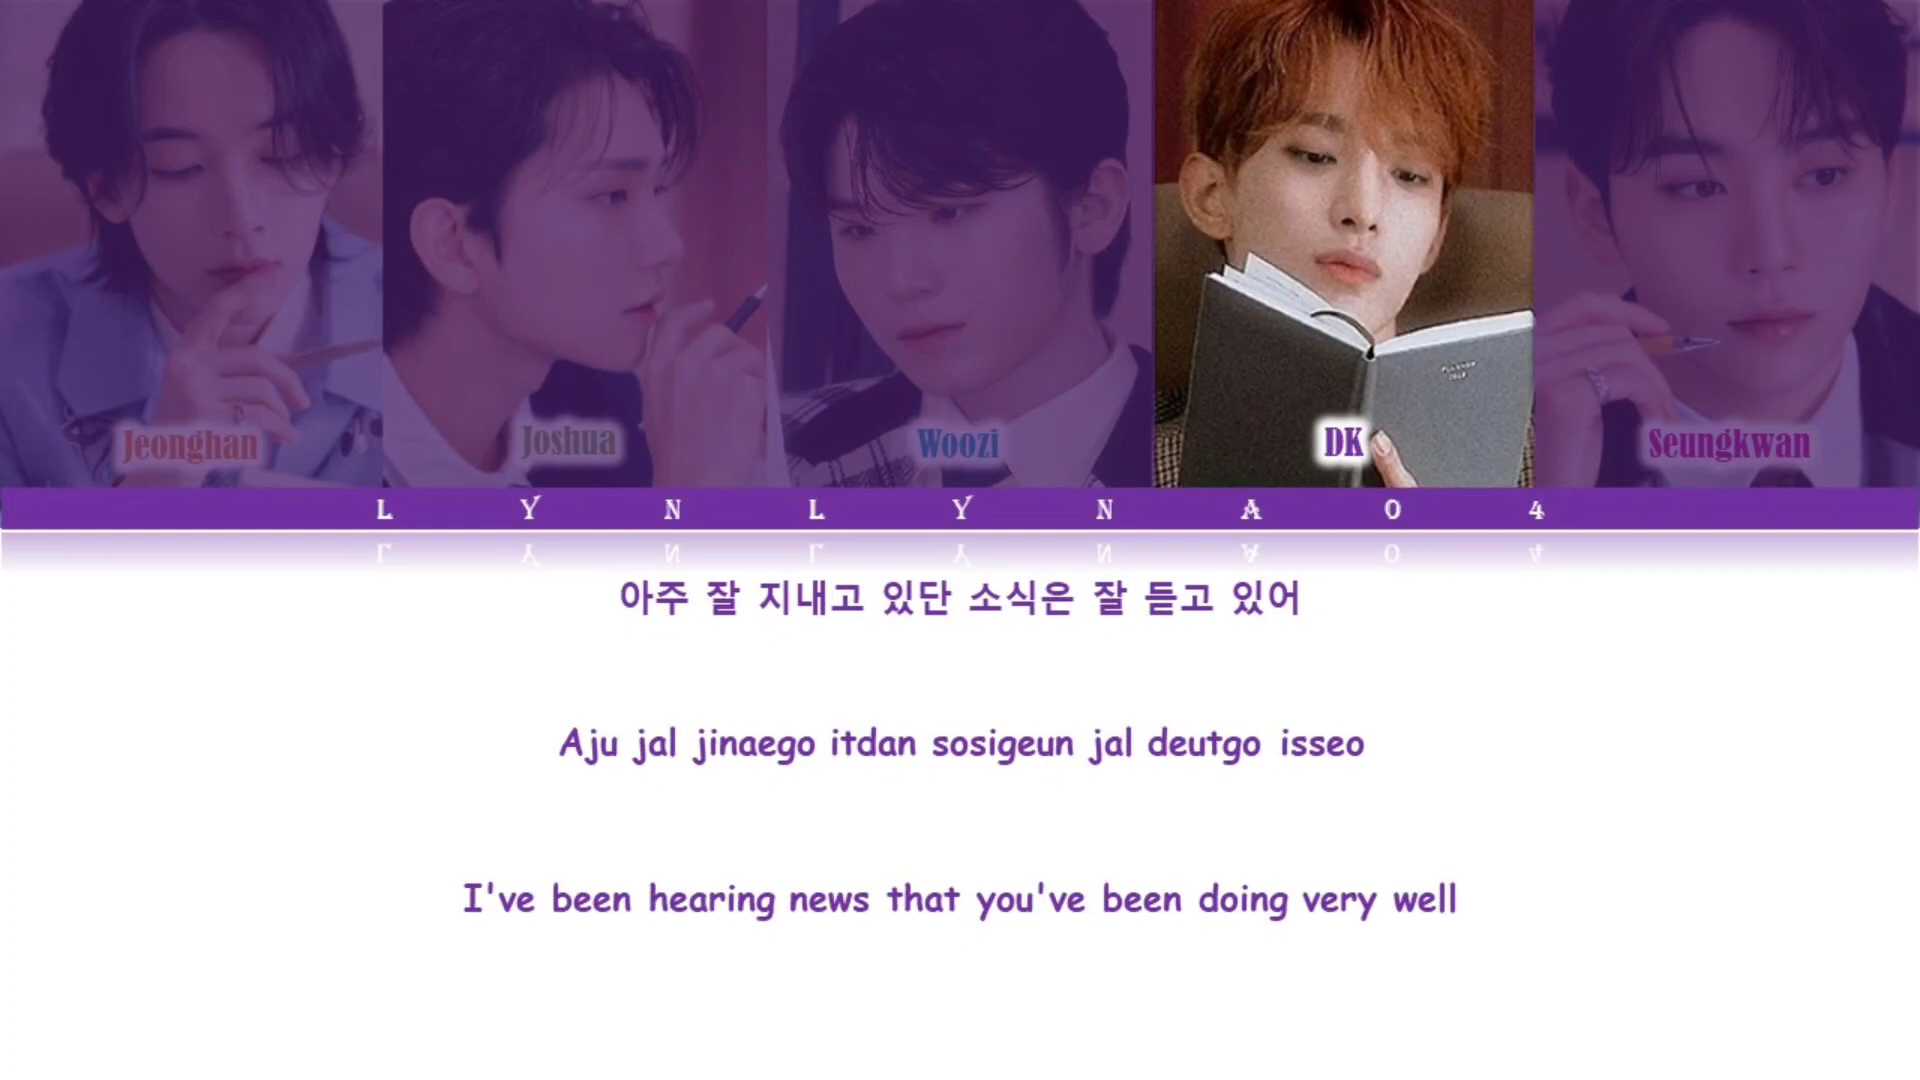 Jeonghan
Joshua
Woozi
DK
Seungkwan
L Y N L Y N A 0 4
아주 잘 지내고 있단 소식은 잘 듣고 있어
Aju jal jinaego itdan sosigeun jal deutgo isseo
I've been hearing news that you've been doing very well